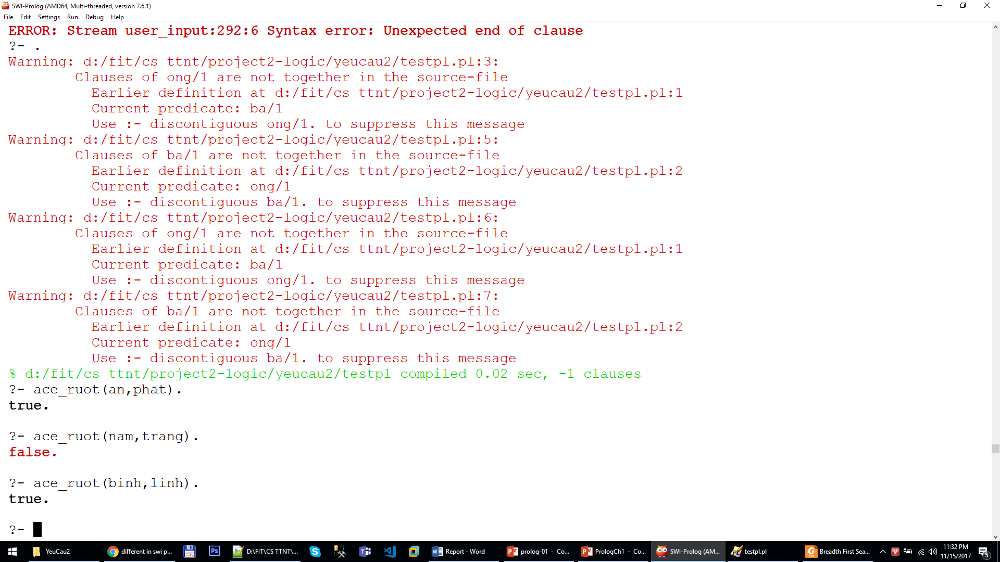 SWI-Prolog (AMD64, Multi-threaded, version 7.6.1)
File Edit Settings Run Debug Help
ERROR: Stream user_input:292:6 Syntax error: Unexpected end of clause
?- .
Warning: d:/fit/cs ttnt/project2-logic/yeucau2/testpl.pl:3:
Clauses of ong/1 are not together in the source-file
Earlier definition at d:/fit/cs ttnt/project2-logic/yeucau2/testpl.pl:1
Current predicate: ba/1
Use :- discontiguous ong/1. to suppress this message
Warning: d:/fit/cs ttnt/project2-logic/yeucau2/testpl.pl:5:
Clauses of ba/1 are not together in the source-file
Earlier definition at d:/fit/cs ttnt/project2-logic/yeucau2/testpl.pl:2
Current predicate: ong/1
Use :- discontiguous ba/1. to suppress this message
Warning: d:/fit/cs ttnt/project2-logic/yeucau2/testpl.pl:6:
Clauses of ong/1 are not together in the source-file
Earlier definition at d:/fit/cs ttnt/project2-logic/yeucau2/testpl.pl:1
Current predicate: ba/1
Use :- discontiguous ong/1. to suppress this message
Warning: d:/fit/cs ttnt/project2-logic/yeucau2/testpl.pl:7:
Clauses of ba/1 are not together in the source-file
Earlier definition at d:/fit/cs ttnt/project2-logic/yeucau2/testpl.pl:2
Current predicate: ong/1
Use :- discontiguous ba/1. to suppress this message
% d:/fit/cs ttnt/project2-logic/yeucau2/testpl compiled 0.02 sec, -1 clauses
?- ace_ruot(an,phat).
true.
?- ace_ruot(nam,trang).
false.
?- ace_ruot(binh,linh).
true.
?-
YeuCau2 different in swi p... Ps D:\FIT\CS TTNT\... Report - Word prolog-01 - Co... PrologCh1 - Co... SWI-Prolog (AM... testpl.pl Breadth First Sea... 11:32 PM
11/15/2017 5